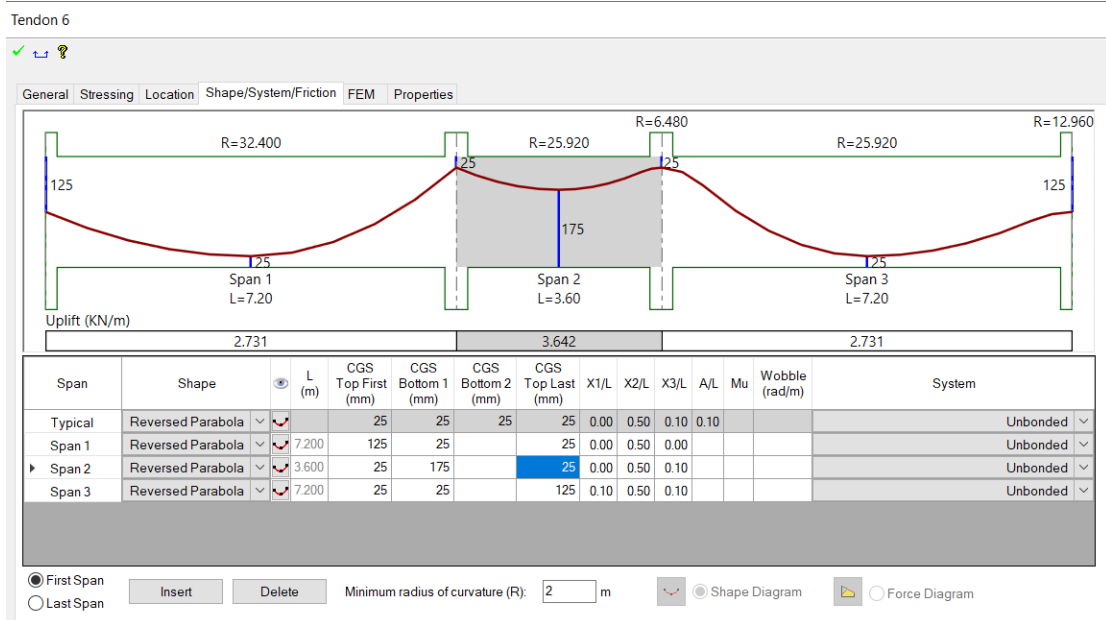 Tendon 6
General Stressing Location Shape/System/Friction FEM Properties
R=6.480 R=12.960
R=32.400 R=25.920 R=25.920
25 25
125 125
175
25 25
Span 1 Span 2 Span 3
L=7.20 L=3.60 L=7.20
Uplift (KN/m)
2.731 3.642 2.731
Span Shape L (m) CGS Top First (mm) CGS Bottom 1 (mm) CGS Bottom 2 (mm) CGS Top Last (mm) X1/L X2/L X3/L A/L Mu Wobble (rad/m) System
Typical Reversed Parabola 25 25 25 25 0.00 0.50 0.10 0.10 Unbonded
Span 1 Reversed Parabola 7.200 125 25 25 0.00 0.50 0.00 Unbonded
Span 2 Reversed Parabola 3.600 25 175 25 0.00 0.50 0.10 Unbonded
Span 3 Reversed Parabola 7.200 25 25 125 0.10 0.50 0.10 Unbonded
First Span
Last Span
Insert Delete Minimum radius of curvature (R): 2 m Shape Diagram Force Diagram